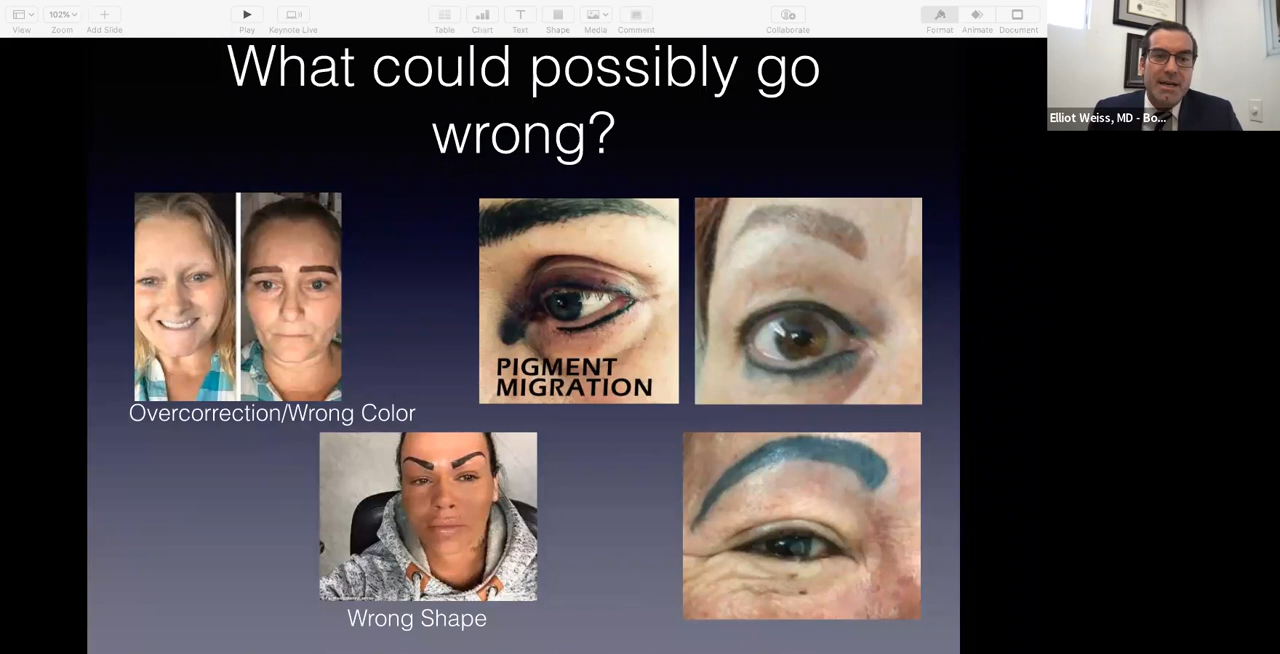 102%
View
Zoom
Add Slide
Play
Keynote Live
Table
Chart
Text
Shape
Media
Comment
Collaborate
Format
Animate
Document
What could possibly go
wrong?
Elliot Weiss, MD - Bo...
PIGMENT
MIGRATION
Overcorrection/Wrong Color
Wrong Shape